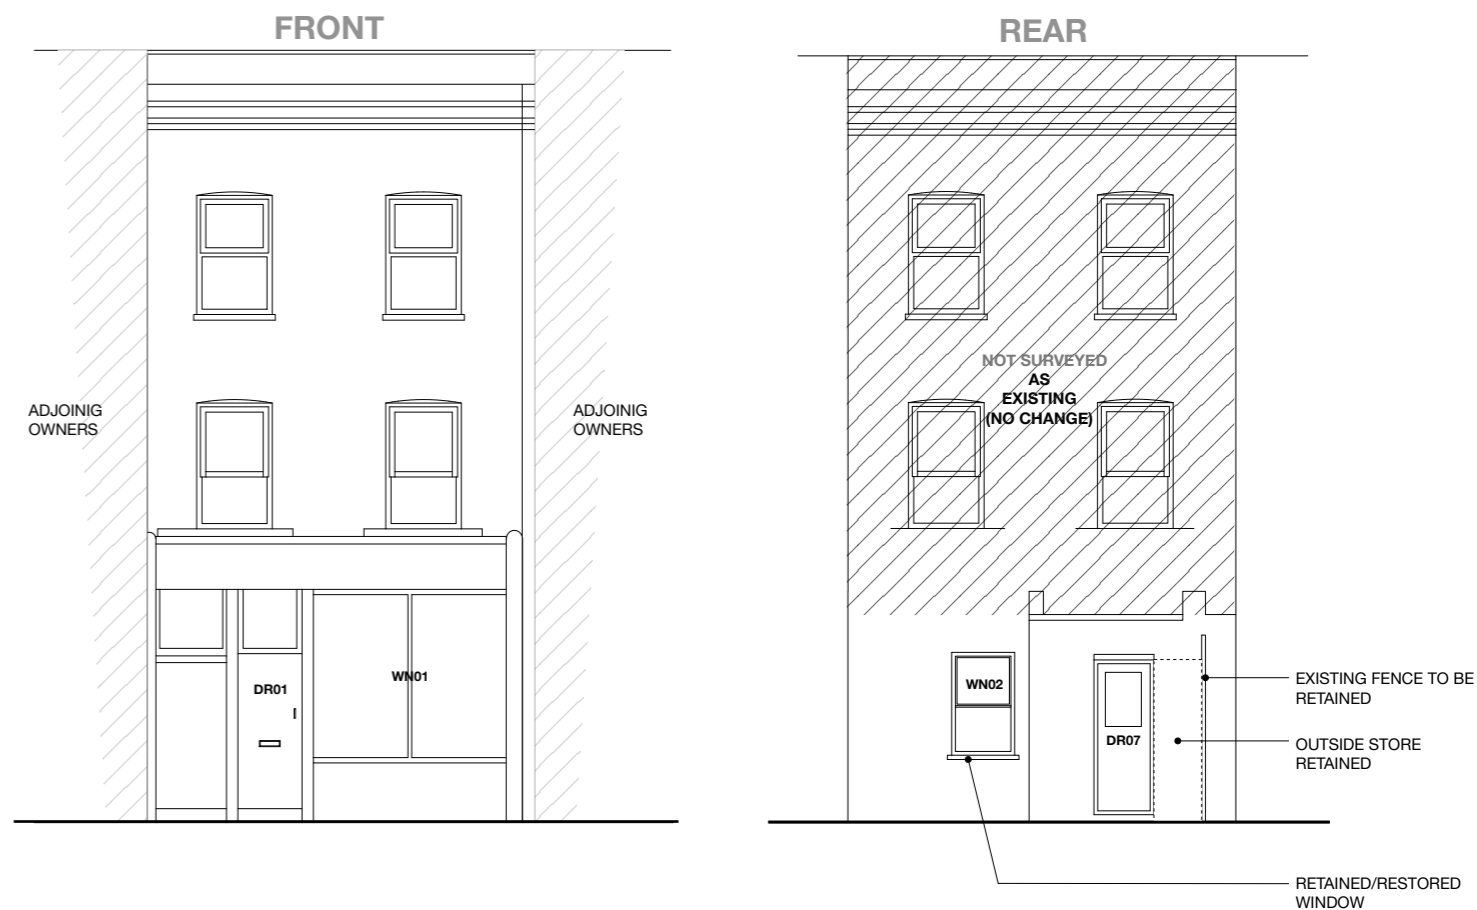 FRONT
ADJOINIG
OWNERS
ADJOINIG
OWNERS
DR01
WN01
REAR
NOT SURVEYED
AS
EXISTING
(NO CHANGE)
WN02
DR07
EXISTING FENCE TO BE
RETAINED
OUTSIDE STORE
RETAINED
RETAINED/RESTORED
WINDOW